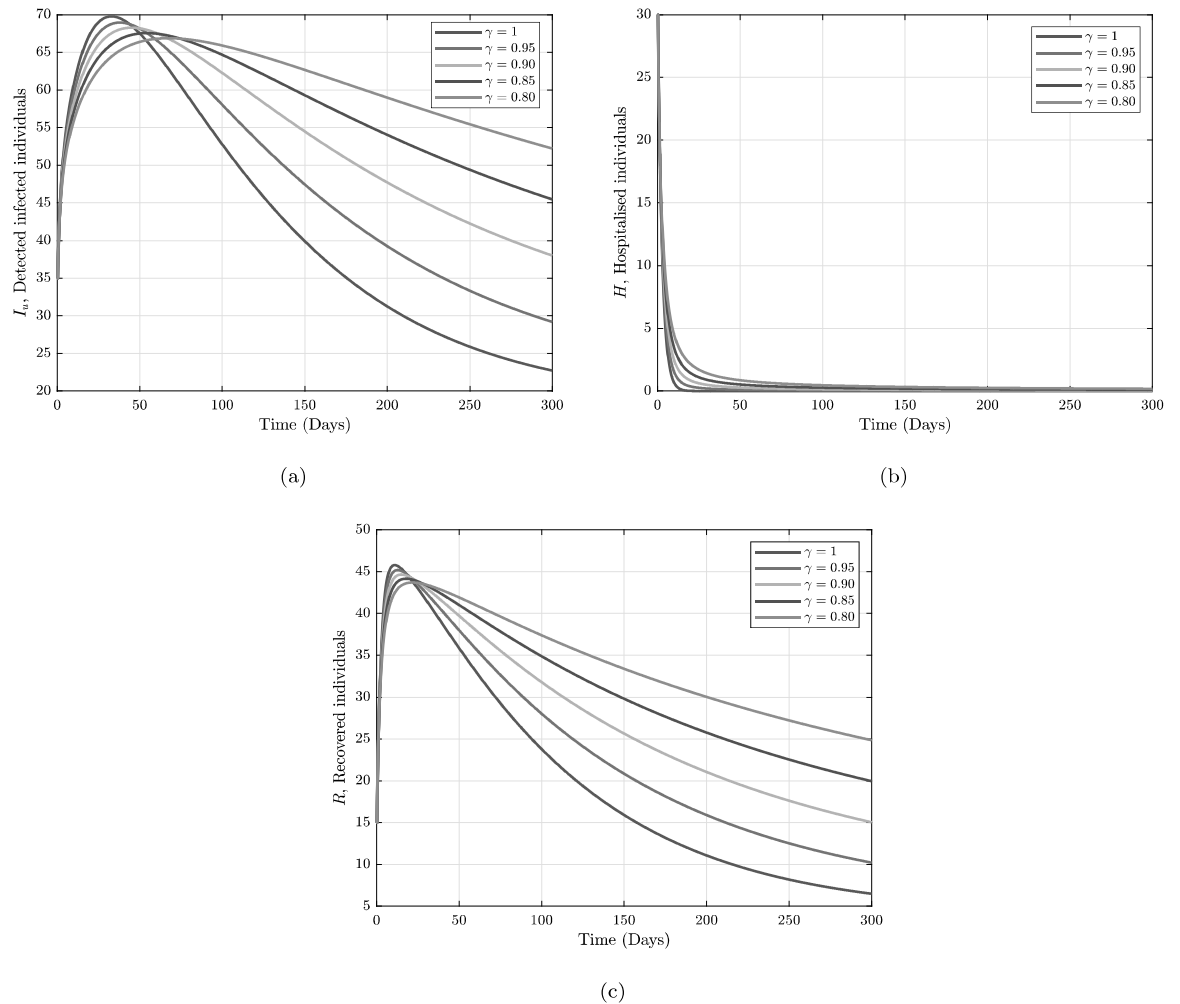 70
65
60
55
50
45
40
35
30
25
20
0
50
100
150
200
250
300
I_u, Detected infected individuals
Time (Days)
γ = 1
γ = 0.95
γ = 0.90
γ = 0.85
γ = 0.80
(a)
30
25
20
15
10
5
0
0
50
100
150
200
250
300
H, Hospitalised individuals
Time (Days)
γ = 1
γ = 0.95
γ = 0.90
γ = 0.85
γ = 0.80
(b)
50
45
40
35
30
25
20
15
10
5
0
50
100
150
200
250
300
R, Recovered individuals
Time (Days)
γ = 1
γ = 0.95
γ = 0.90
γ = 0.85
γ = 0.80
(c)